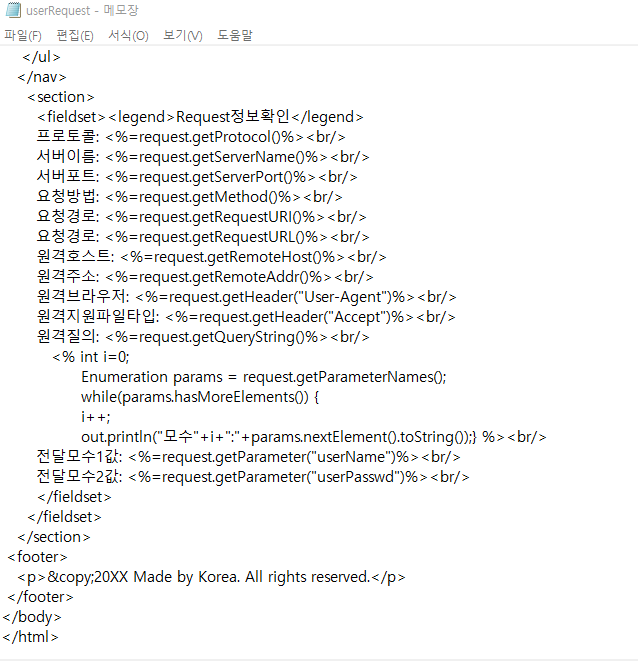 userRequest - 메모장
파일(F) 편집(E) 서식(O) 보기(V) 도움말
</ul>
</nav>
<section>
<fieldset><legend>Request정보확인</legend>
프로토콜: <%=request.getProtocol()%><br/>
서버이름: <%=request.getServerName()%><br/>
서버포트: <%=request.getServerPort()%><br/>
요청방법: <%=request.getMethod()%><br/>
요청경로: <%=request.getRequestURI()%><br/>
요청경로: <%=request.getRequestURL()%><br/>
원격호스트: <%=request.getRemoteHost()%><br/>
원격주소: <%=request.getRemoteAddr()%><br/>
원격브라우저: <%=request.getHeader("User-Agent")%><br/>
원격지원파일타입: <%=request.getHeader("Accept")%><br/>
원격질의: <%=request.getQueryString()%><br/>
<% int i=0;
Enumeration params = request.getParameterNames();
while(params.hasMoreElements()) {
i++;
out.println("모수"+i+":"+params.nextElement().toString());} %><br/>
전달모수1값: <%=request.getParameter("userName")%><br/>
전달모수2값: <%=request.getParameter("userPasswd")%><br/>
</fieldset>
</fieldset>
</section>
<footer>
<p>&copy;20XX Made by Korea. All rights reserved.</p>
</footer>
</body>
</html>